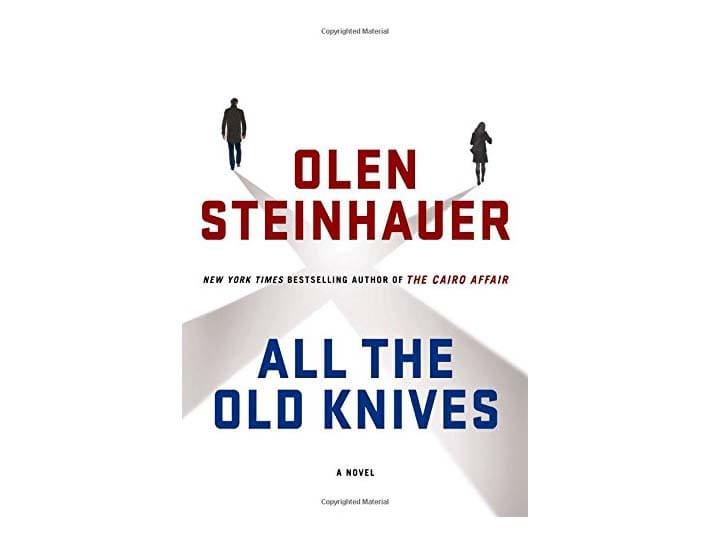 Copyrighted Material
OLEN
STEINHAUER
NEW YORK TIMES BESTSELLING AUTHOR OF THE CAIRO AFFAIR
ALL THE
OLD KNIVES
A NOVEL
Copyrighted Material